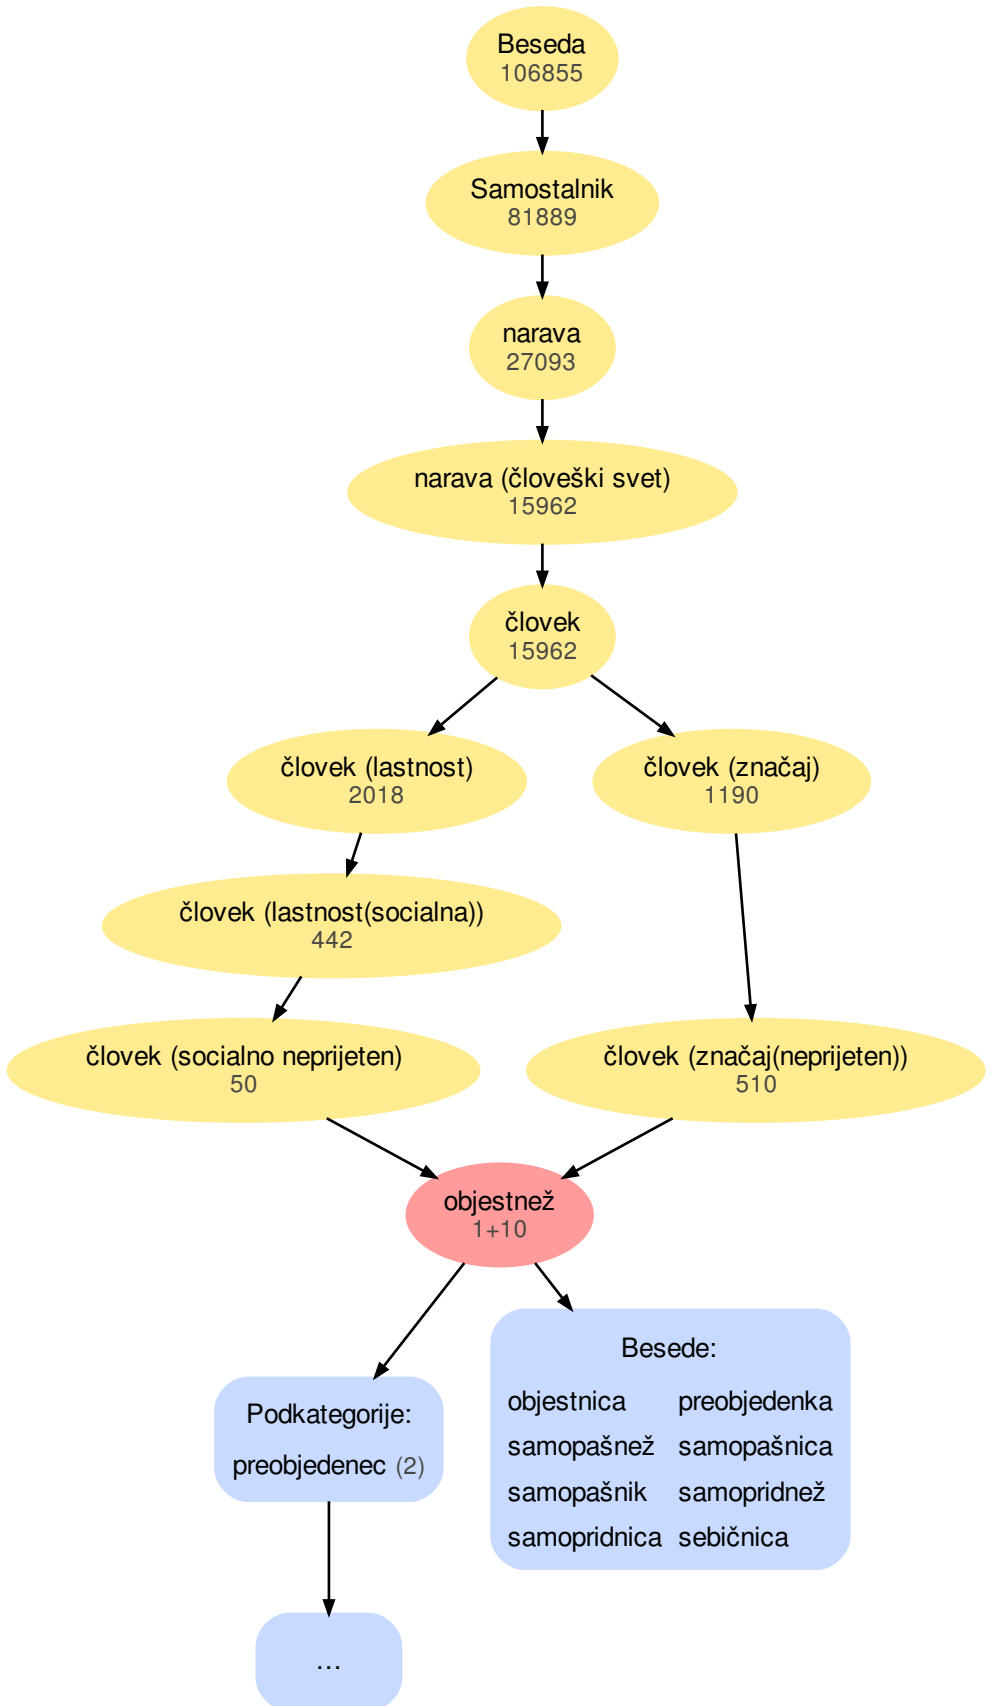 Beseda
106855
Samostalnik
81889
narava
27093
narava (človeški svet)
15962
človek
15962
človek (lastnost)
2018
človek (značaj)
1190
človek (lastnost(socialna))
442
človek (socialno neprijeten)
50
človek (značaj(neprijeten))
510
objestnež
1+10
Besede:
objestnica preobjedenka
samopašnež samopašnica
samopašnik samopridnež
samopridnica sebičnica
Podkategorije:
preobjedenec (2)
...